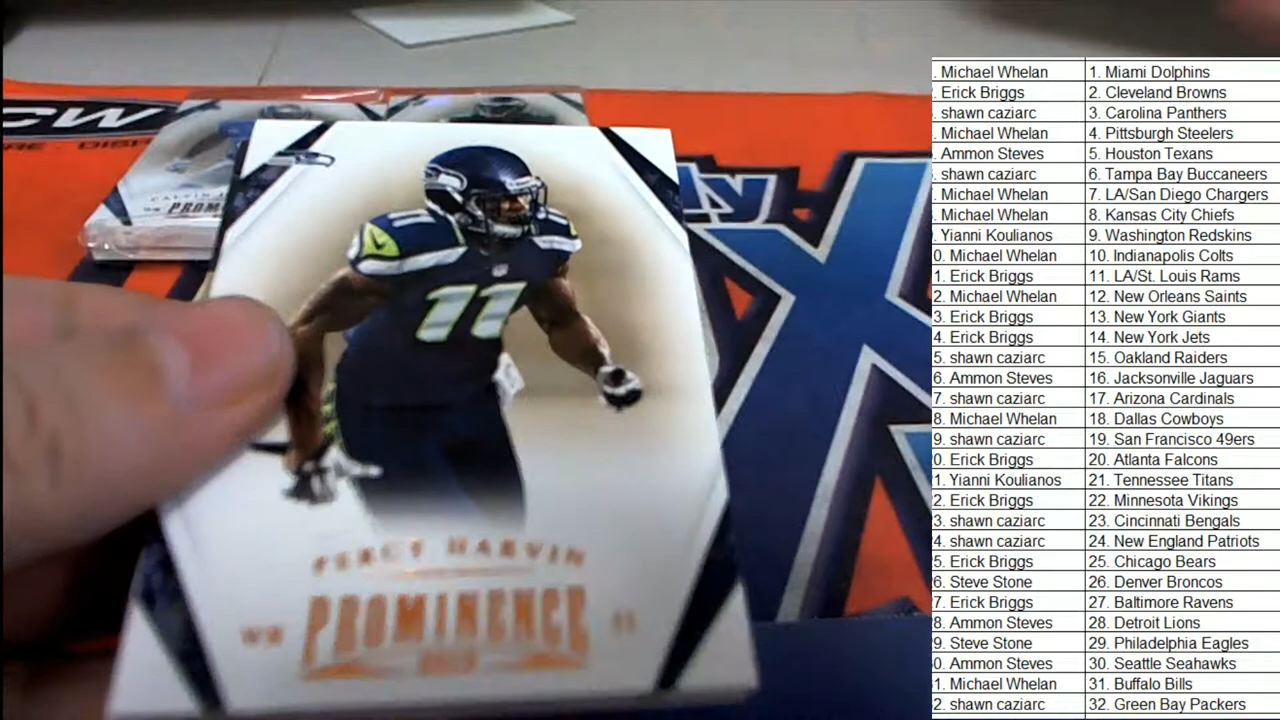 CW
RE DISP
CALVIN J
PROM
ly
X
11
PERCY HARVIN
WR PROMINENCE 11
2013
. Michael Whelan 1. Miami Dolphins
. Erick Briggs 2. Cleveland Browns
. shawn caziarc 3. Carolina Panthers
. Michael Whelan 4. Pittsburgh Steelers
. Ammon Steves 5. Houston Texans
. shawn caziarc 6. Tampa Bay Buccaneers
. Michael Whelan 7. LA/San Diego Chargers
. Michael Whelan 8. Kansas City Chiefs
. Yianni Koulianos 9. Washington Redskins
0. Michael Whelan 10. Indianapolis Colts
1. Erick Briggs 11. LA/St. Louis Rams
2. Michael Whelan 12. New Orleans Saints
3. Erick Briggs 13. New York Giants
4. Erick Briggs 14. New York Jets
5. shawn caziarc 15. Oakland Raiders
6. Ammon Steves 16. Jacksonville Jaguars
7. shawn caziarc 17. Arizona Cardinals
8. Michael Whelan 18. Dallas Cowboys
9. shawn caziarc 19. San Francisco 49ers
0. Erick Briggs 20. Atlanta Falcons
1. Yianni Koulianos 21. Tennessee Titans
2. Erick Briggs 22. Minnesota Vikings
3. shawn caziarc 23. Cincinnati Bengals
4. shawn caziarc 24. New England Patriots
5. Erick Briggs 25. Chicago Bears
6. Steve Stone 26. Denver Broncos
7. Erick Briggs 27. Baltimore Ravens
8. Ammon Steves 28. Detroit Lions
9. Steve Stone 29. Philadelphia Eagles
0. Ammon Steves 30. Seattle Seahawks
1. Michael Whelan 31. Buffalo Bills
2. shawn caziarc 32. Green Bay Packers